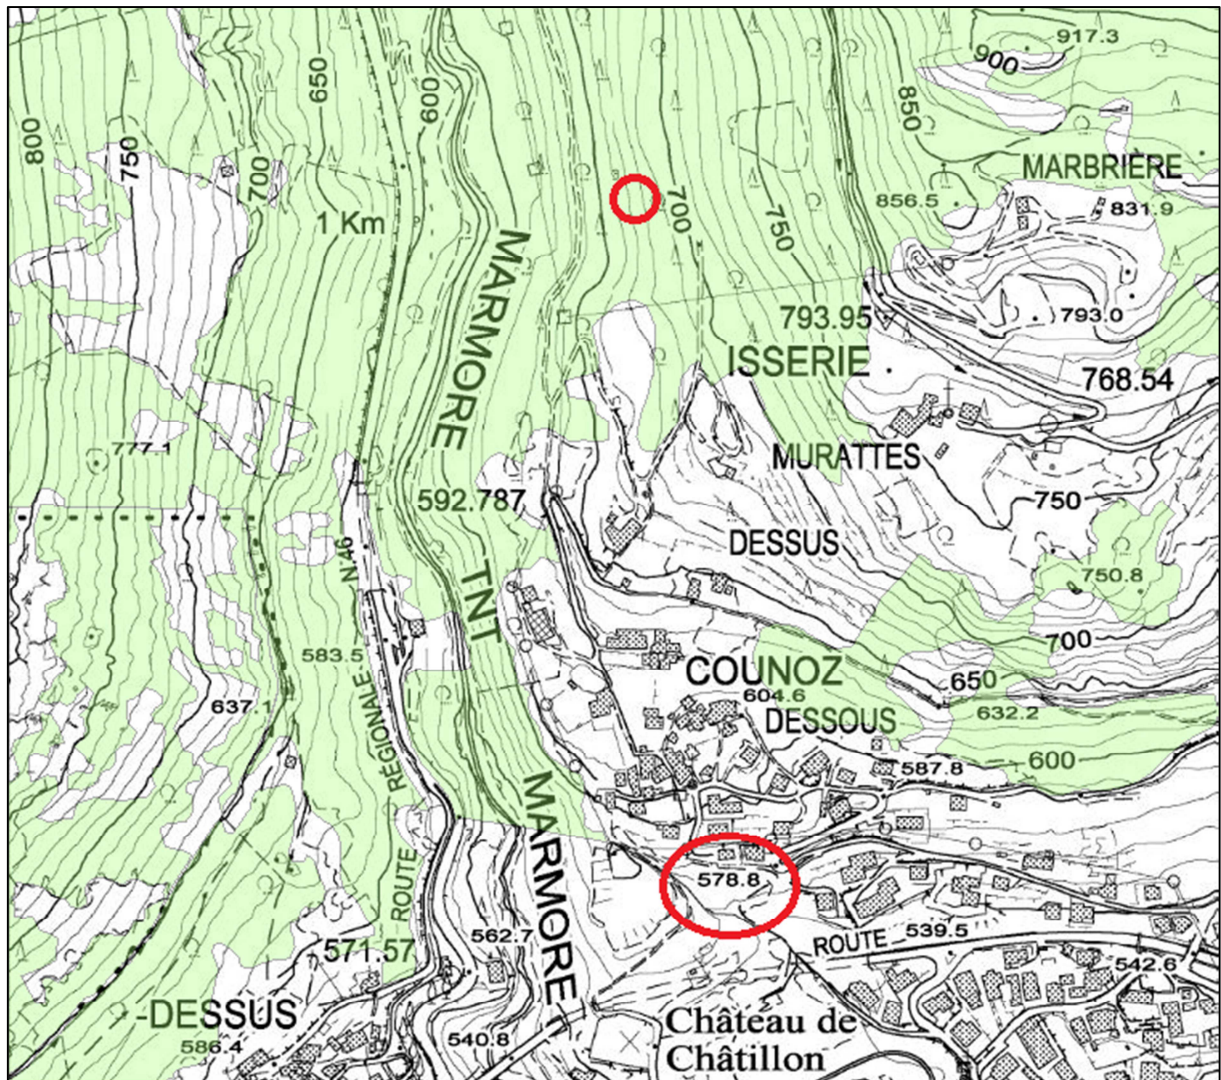 917.3
900
650
600
850
800
750
700
MARBRIERE
856.5
831.9
700
750
1 Km
MARMORE
793.95
793.0
ISSERIE
768.54
777.1
MURATTES
592.787
750
DESSUS
N.46
TNT
750.8
700
583.5
COUNOZ
650
604.6
637.1
DESSOUS
632.2
ROUTE REGIONALE
587.8
600
MARMORE
578.8
562.7
571.57
ROUTE
539.5
542.6
-DESSUS
586.4
540.8
Château de
Châtillon